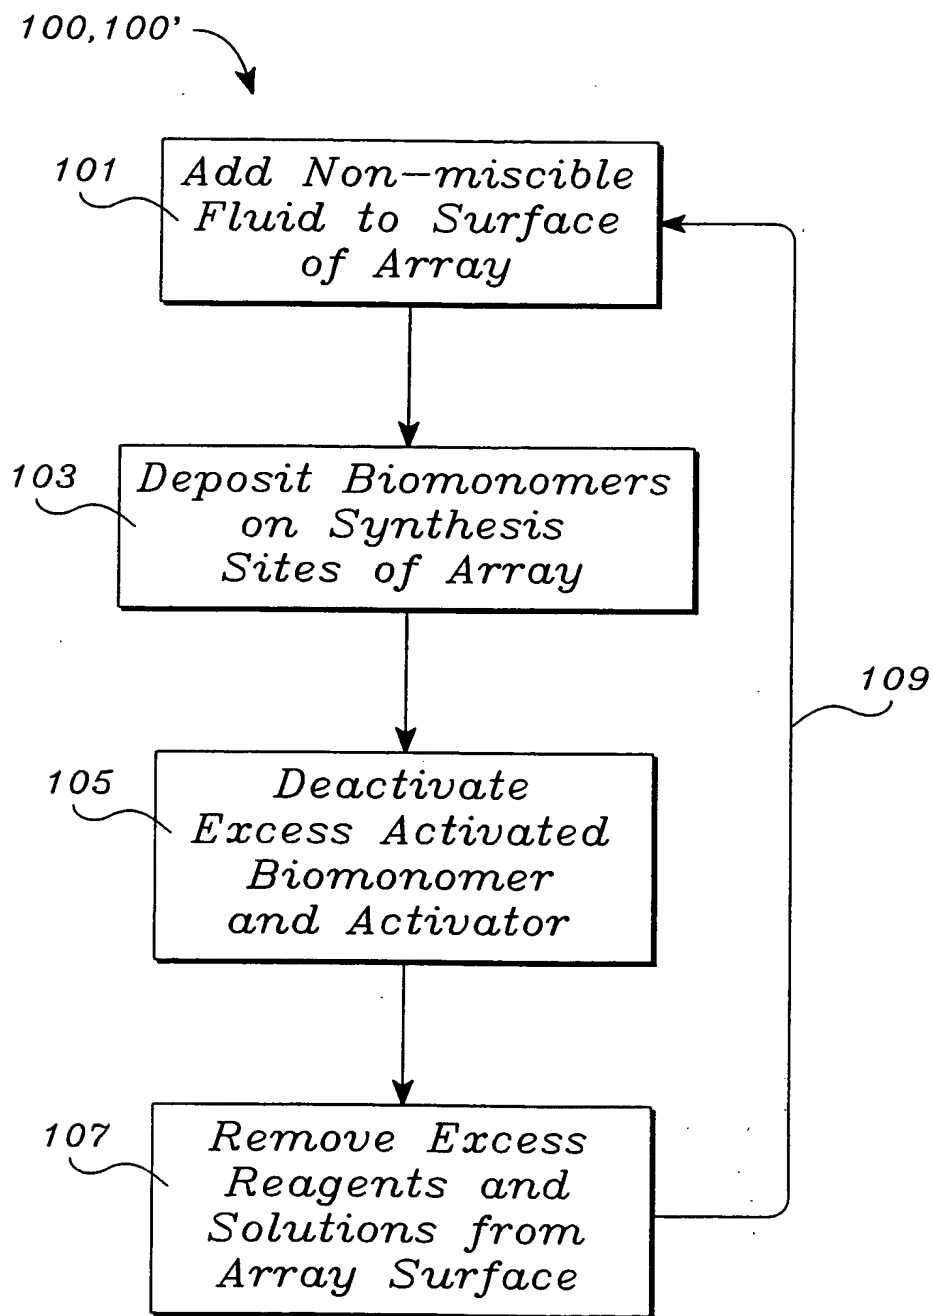 100,100'
101
Add Non-miscible
Fluid to Surface
of Array
103
Deposit Biomonomers
on Synthesis
Sites of Array
109
105
Deactivate
Excess Activated
Biomonomer
and Activator
107
Remove Excess
Reagents and
Solutions from
Array Surface